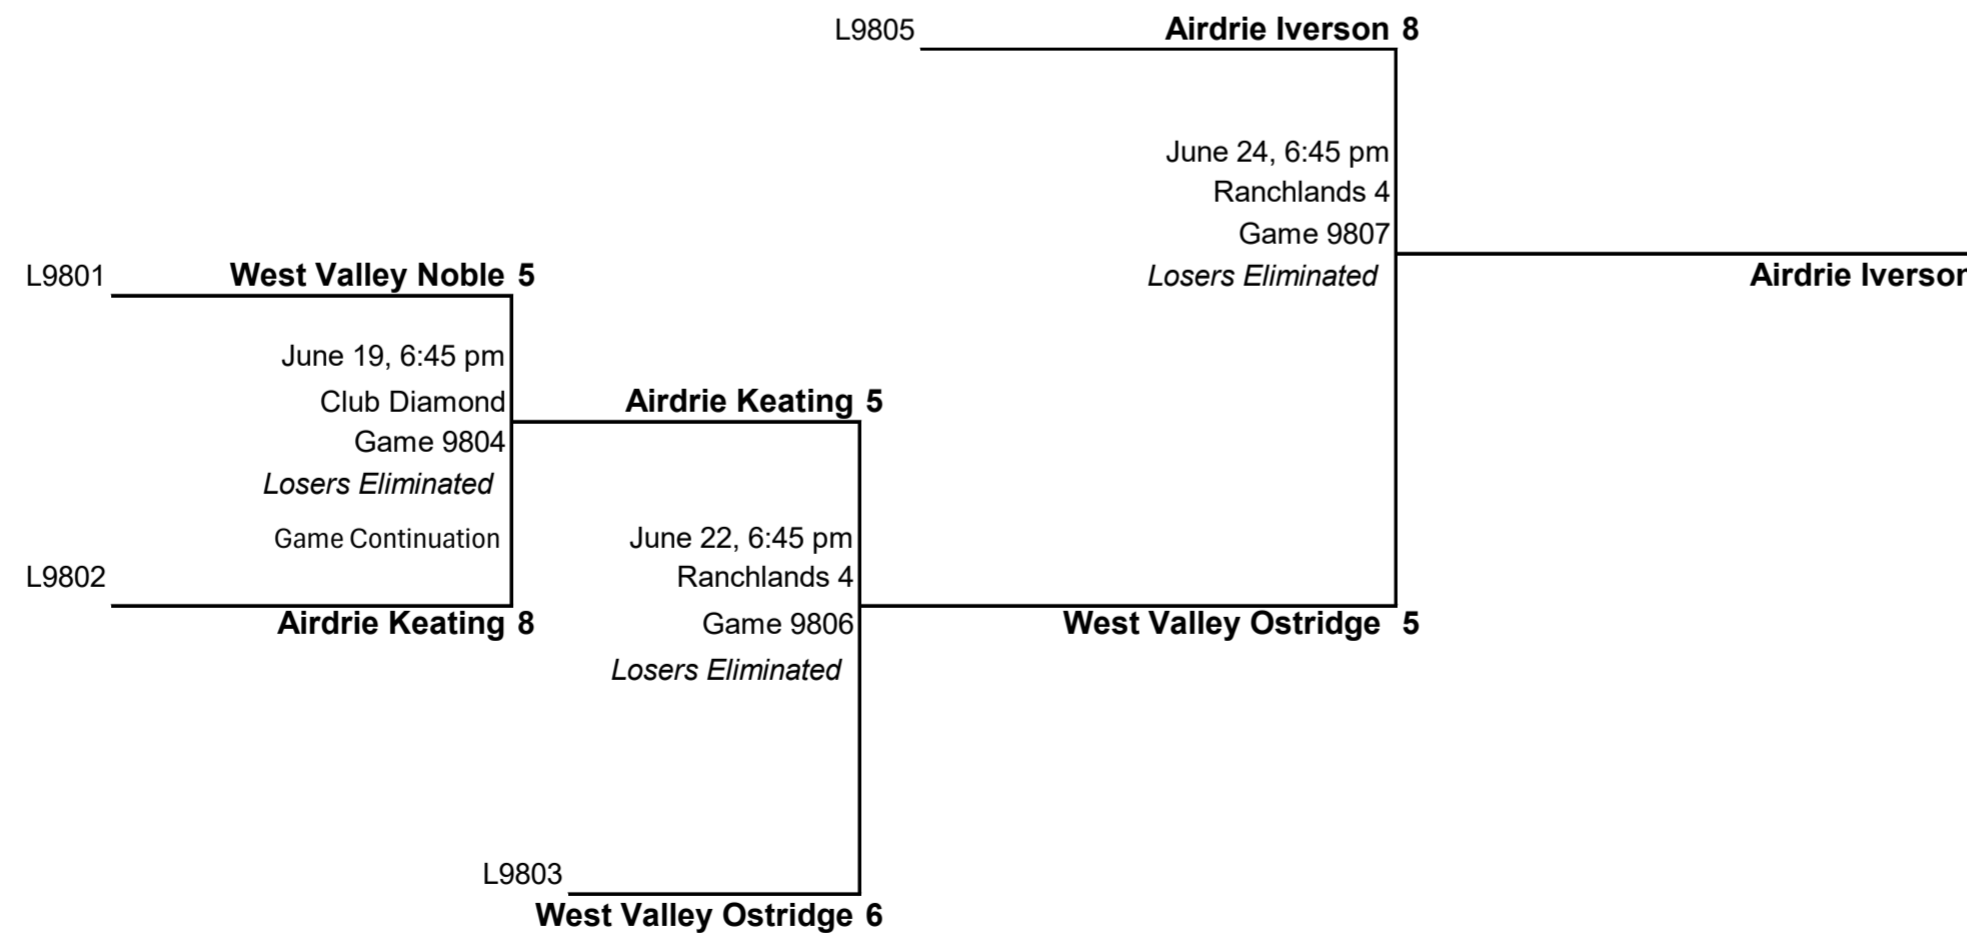 L9805
Airdrie Iverson 8
June 24, 6:45 pm
Ranchlands 4
Game 9807
Losers Eliminated
Airdrie Iverson
L9801
West Valley Noble 5
June 19, 6:45 pm
Club Diamond
Game 9804
Losers Eliminated
Game Continuation
L9802
Airdrie Keating 8
Airdrie Keating 5
June 22, 6:45 pm
Ranchlands 4
Game 9806
Losers Eliminated
West Valley Ostridge 5
L9803
West Valley Ostridge 6